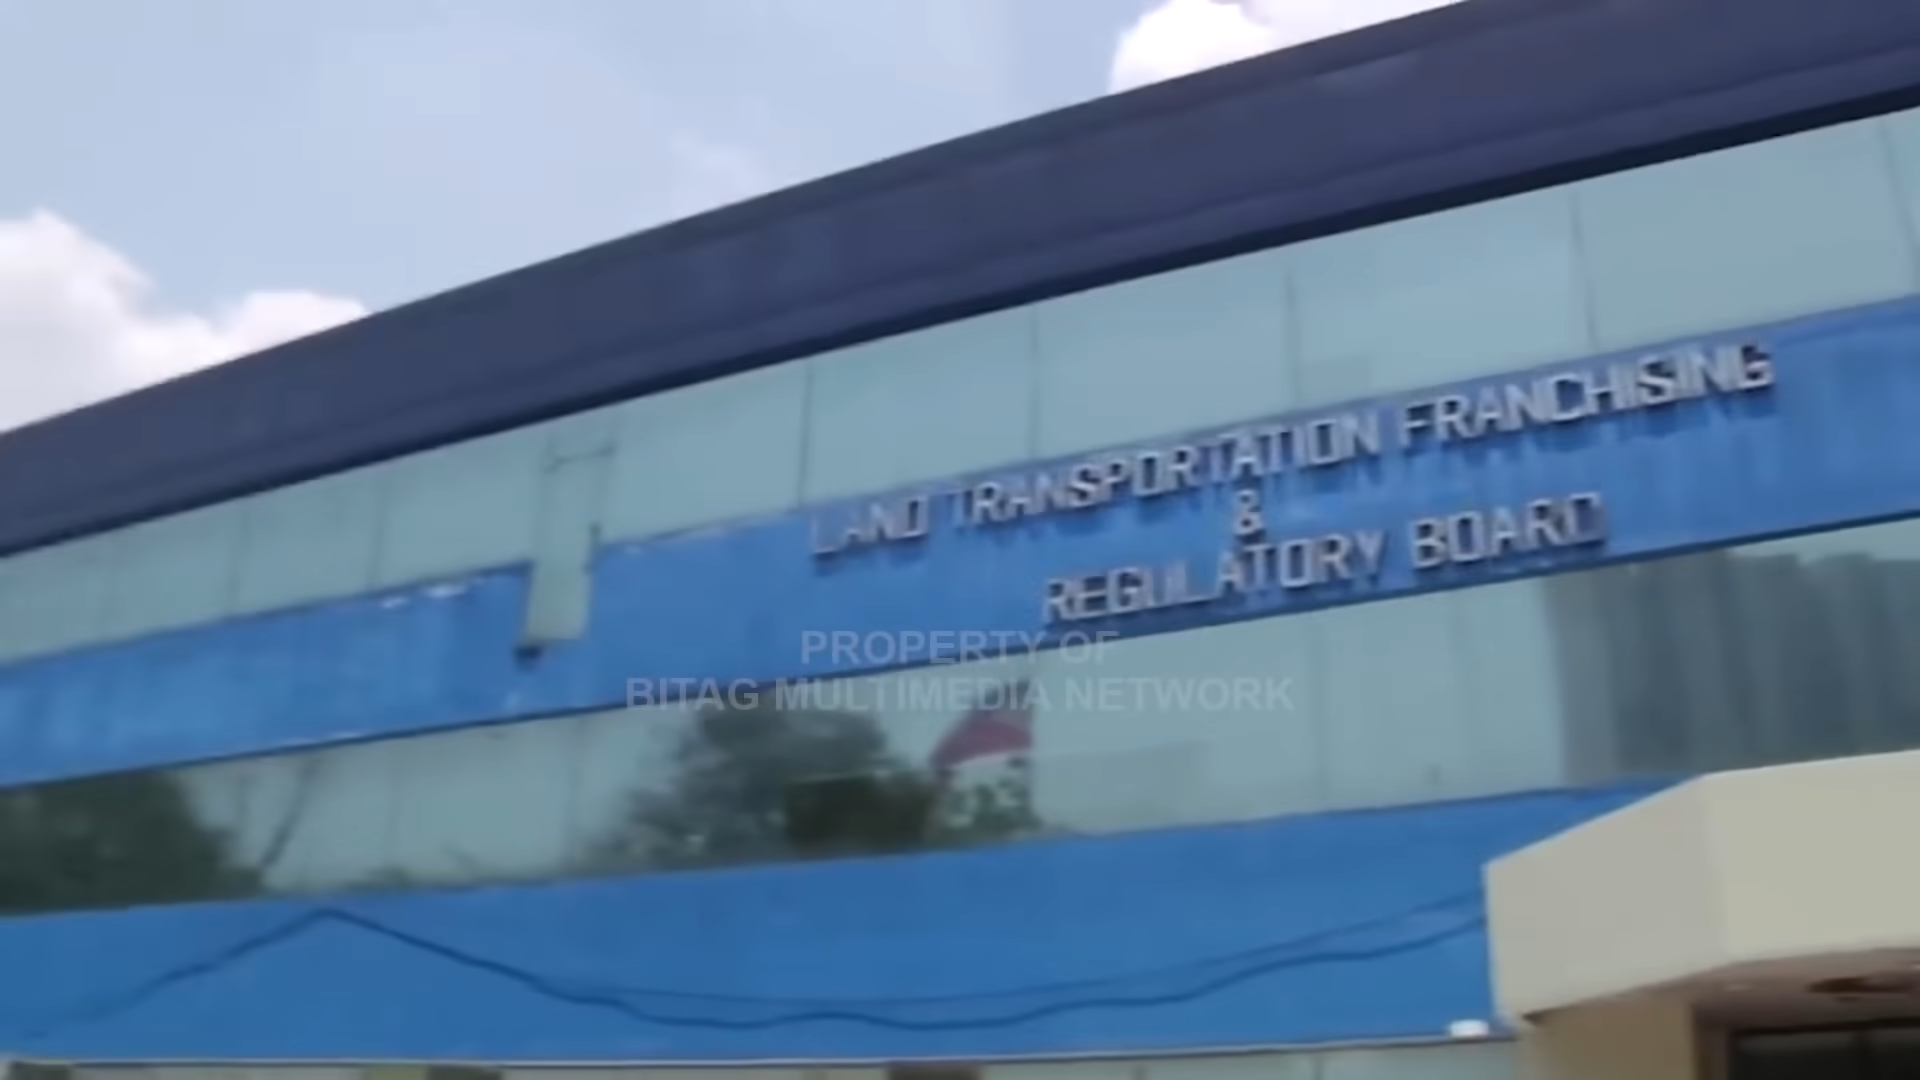 LAND TRANSPORTATION FRANCHISING
&
REGULATORY BOARD
PROPERTY OF
BITAG MULTIMEDIA NETWORK